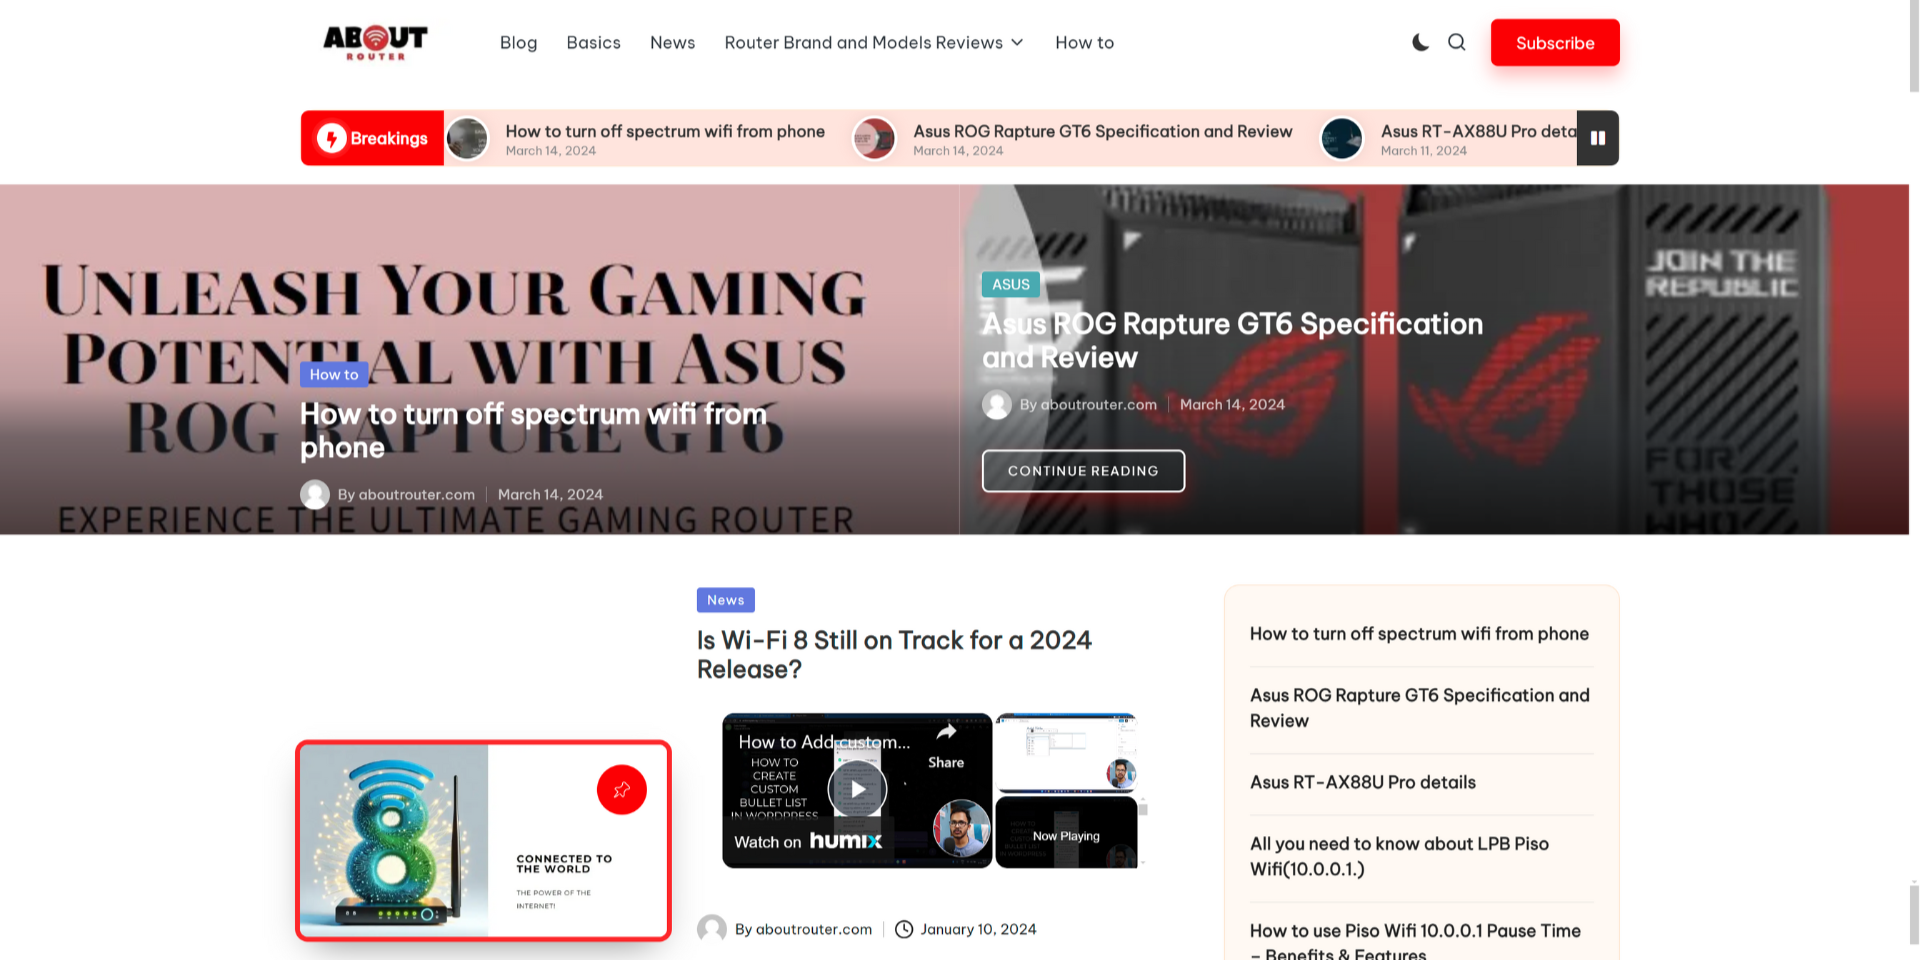 ABOUT
ROUTER
Blog
Basics
News
Router Brand and Models Reviews
How to
Subscribe
Breakings
How to turn off spectrum wifi from phone
March 14, 2024
Asus ROG Rapture GT6 Specification and Review
March 14, 2024
Asus RT-AX88U Pro deta
March 11, 2024
Unleash Your Gaming
Potential with Asus
ROG Rapture GT6
Experience the Ultimate Gaming Router
How to
How to turn off spectrum wifi from
phone
By aboutrouter.com
March 14, 2024
JOIN THE
REPUBLIC
FOR
THOSE
WHO
ASUS
Asus ROG Rapture GT6 Specification
and Review
By aboutrouter.com
March 14, 2024
CONTINUE READING
CONNECTED TO
THE WORLD
THE POWER OF THE
INTERNET!
News
Is Wi-Fi 8 Still on Track for a 2024
Release?
How to Add custom...
Share
HOW TO
CREATE
CUSTOM
BULLET LIST
IN WORDPRESS
Watch on humix
Now Playing
By aboutrouter.com
January 10, 2024
How to turn off spectrum wifi from phone
Asus ROG Rapture GT6 Specification and
Review
Asus RT-AX88U Pro details
All you need to know about LPB Piso
Wifi(10.0.0.1.)
How to use Piso Wifi 10.0.0.1 Pause Time
– Benefits & Features